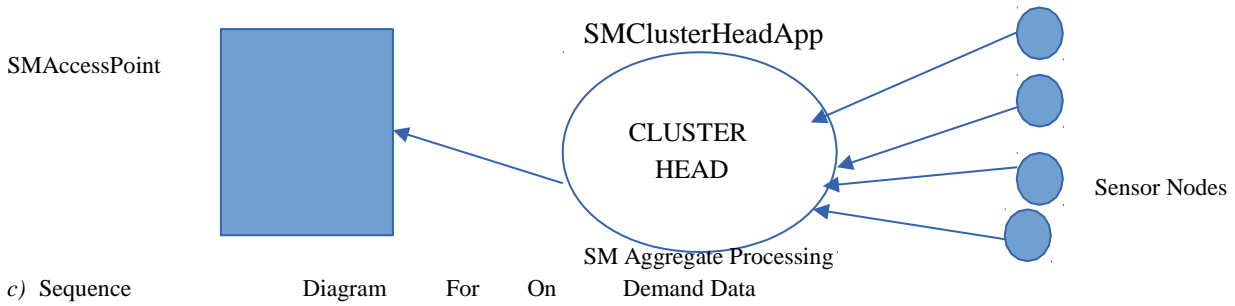 SMClusterHeadApp
SMAccessPoint
CLUSTER
HEAD
Sensor Nodes
SM Aggregate Processing
c) Sequence Diagram For On Demand Data